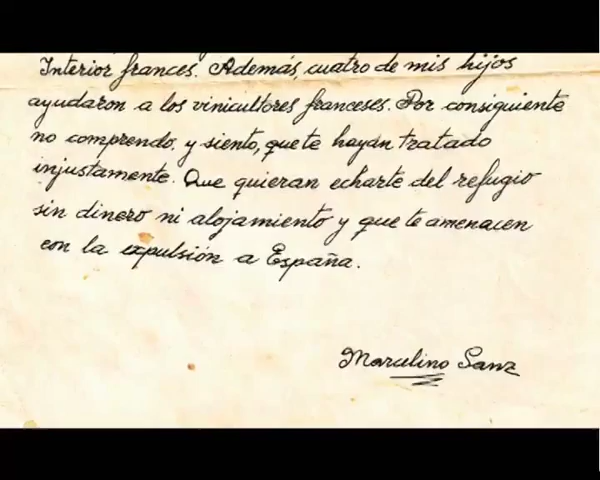 Interior frances. Además, cuatro de mis hijos
ayudaron a los vinicultores franceses. Por consiguiente
no comprendo, y siento, que te hayan tratado
injustamente. Que quieran echarte del refugio
sin dinero ni alojamiento y que te amenacen
con la expulsión a España.
Marcelino Sanz